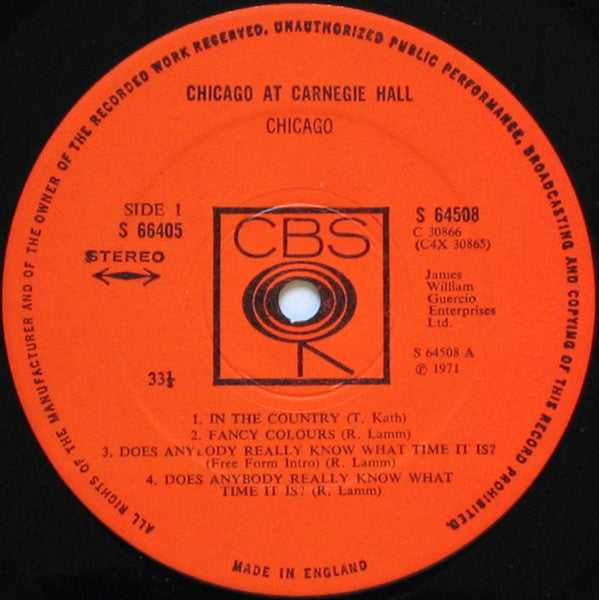 ALL RIGHTS OF THE MANUFACTURER AND OF THE OWNER OF THE RECORDED WORK RESERVED. UNAUTHORIZED PUBLIC PERFORMANCE, BROADCASTING AND COPYING OF THIS RECORD PROHIBITED.
CHICAGO AT CARNEGIE HALL
CHICAGO
SIDE 1
S 66405
STEREO
CBS
S 64508
C 30866
(C4X 30865)
James
William
Guercio
Enterprises
Ltd.
S 64508 A
℗ 1971
33⅓
1. IN THE COUNTRY (T. Kath)
2. FANCY COLOURS (R. Lamm)
3. DOES ANYBODY REALLY KNOW WHAT TIME IT IS?
(Free Form Intro) (R. Lamm)
4. DOES ANYBODY REALLY KNOW WHAT
TIME IT IS? (R. Lamm)
MADE IN ENGLAND